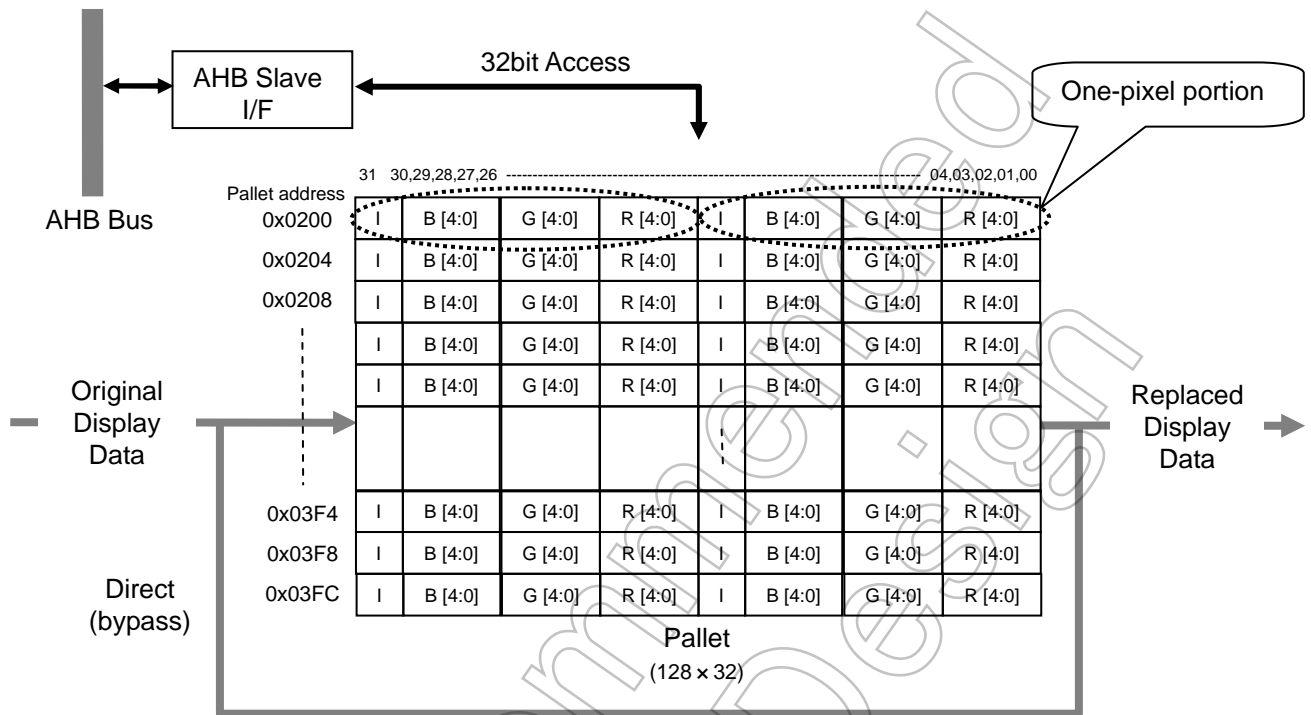 AHB Slave
I/F
32bit Access
One-pixel portion
AHB Bus
Pallet address
31 30,29,28,27,26 04,03,02,01,00
0x0200 I B [4:0] G [4:0] R [4:0] I B [4:0] G [4:0] R [4:0]
0x0204 I B [4:0] G [4:0] R [4:0] I B [4:0] G [4:0] R [4:0]
0x0208 I B [4:0] G [4:0] R [4:0] I B [4:0] G [4:0] R [4:0]
I B [4:0] G [4:0] R [4:0] I B [4:0] G [4:0] R [4:0]
I B [4:0] G [4:0] R [4:0] I B [4:0] G [4:0] R [4:0]
Original
Display
Data
Replaced
Display
Data
0x03F4 I B [4:0] G [4:0] R [4:0] I B [4:0] G [4:0] R [4:0]
0x03F8 I B [4:0] G [4:0] R [4:0] I B [4:0] G [4:0] R [4:0]
0x03FC I B [4:0] G [4:0] R [4:0] I B [4:0] G [4:0] R [4:0]
Direct
(bypass)
Pallet
(128 × 32)
mmended
Design